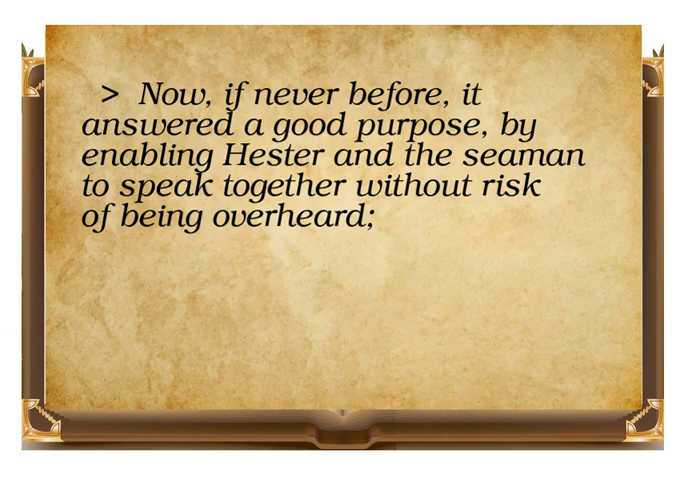 > Now, if never before, it
answered a good purpose, by
enabling Hester and the seaman
to speak together without risk
of being overheard;